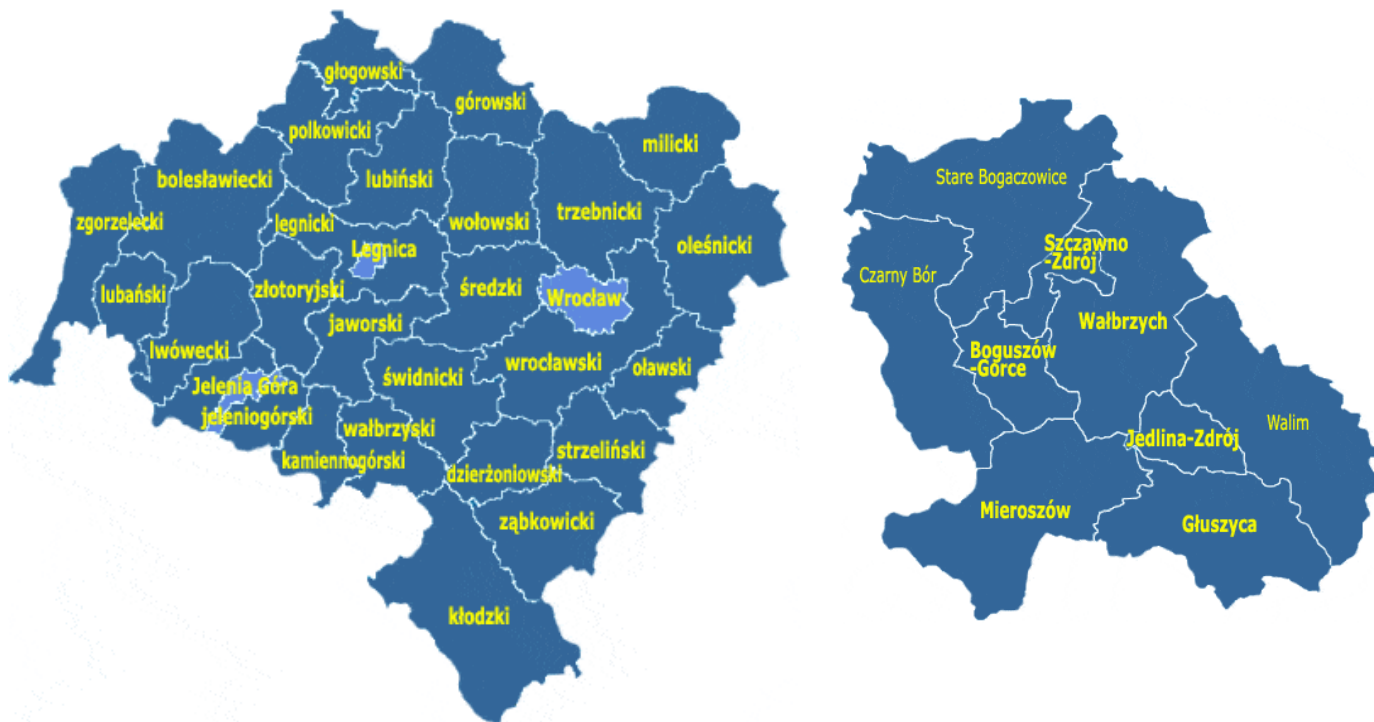 głogowski
górowski
polkowicki
milicki
bolesławiecki
lubiński
zgorzelecki
legnicki
wołowski
trzebnicki
oleśnicki
Legnica
lubański
złotoryjski
średzki
Wrocław
jaworski
lwówecki
wrocławski
oławski
świdnicki
Jelenia Góra
jeleniogórski
wałbrzyski
kamiennogórski
strzeliński
dzierżoniowski
ząbkowicki
kłodzki
Stare Bogaczowice
Szczawno
-Zdrój
Czarny Bór
Wałbrzych
Boguszów
-Górce
Walim
Jedlina-Zdrój
Mieroszów
Głuszyca